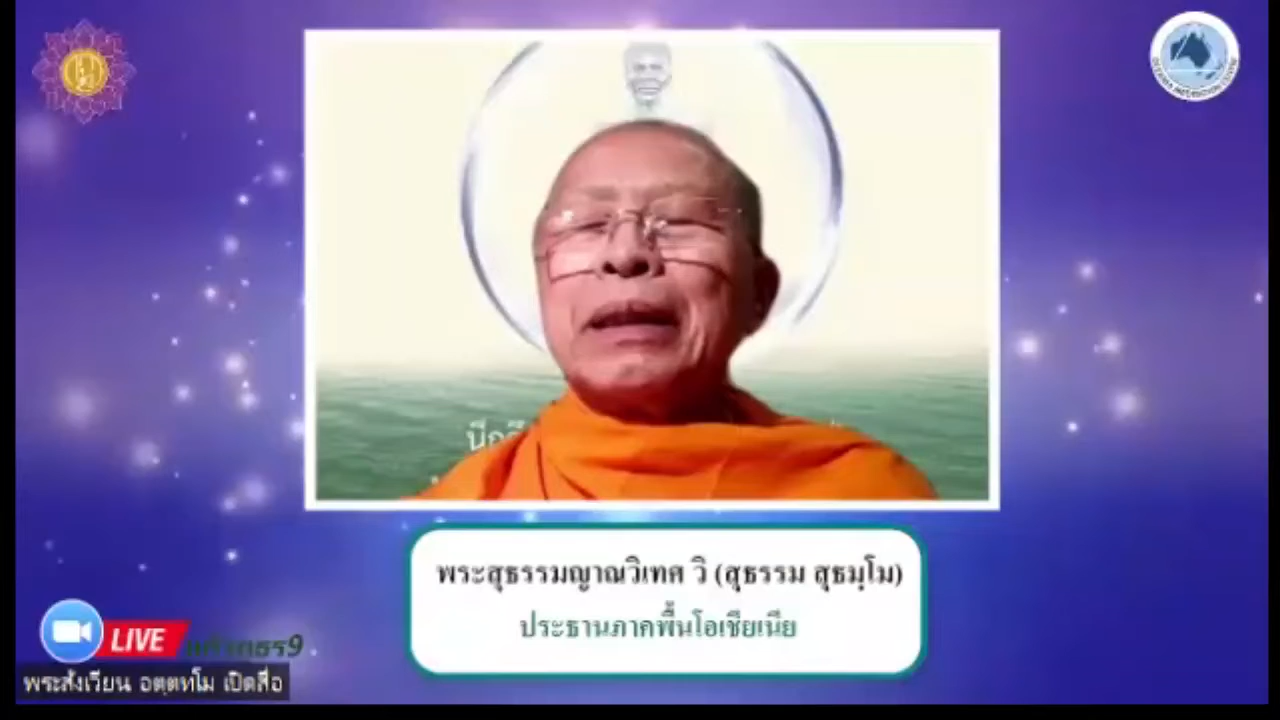 นึกถึ
พระสุธรรมญาณวิเทศ วิ (สุธรรม สุธมฺโม)
ประธานภาคพื้นโอเชียเนีย
LIVE
พระสังเวียน อตฺตทโม เปิดสื่อ